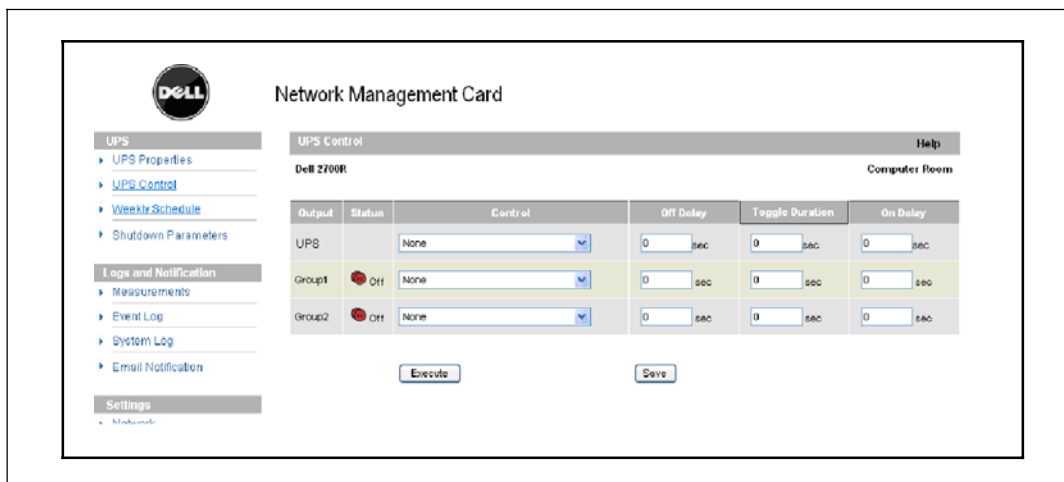 DELL
Network Management Card
UPS
UPS Properties
UPS Control
Weekly Schedule
Shutdown Parameters
Logs and Notification
Measurements
Event Log
System Log
Email Notification
Settings
Network
UPS Control Help
Dell 2700R Computer Room
Output Status Control Off Delay Toggle Duration On Delay
UPS None 0 sec 0 sec 0 sec
Group1 Off None 0 sec 0 sec 0 sec
Group2 Off None 0 sec 0 sec 0 sec
Execute Save